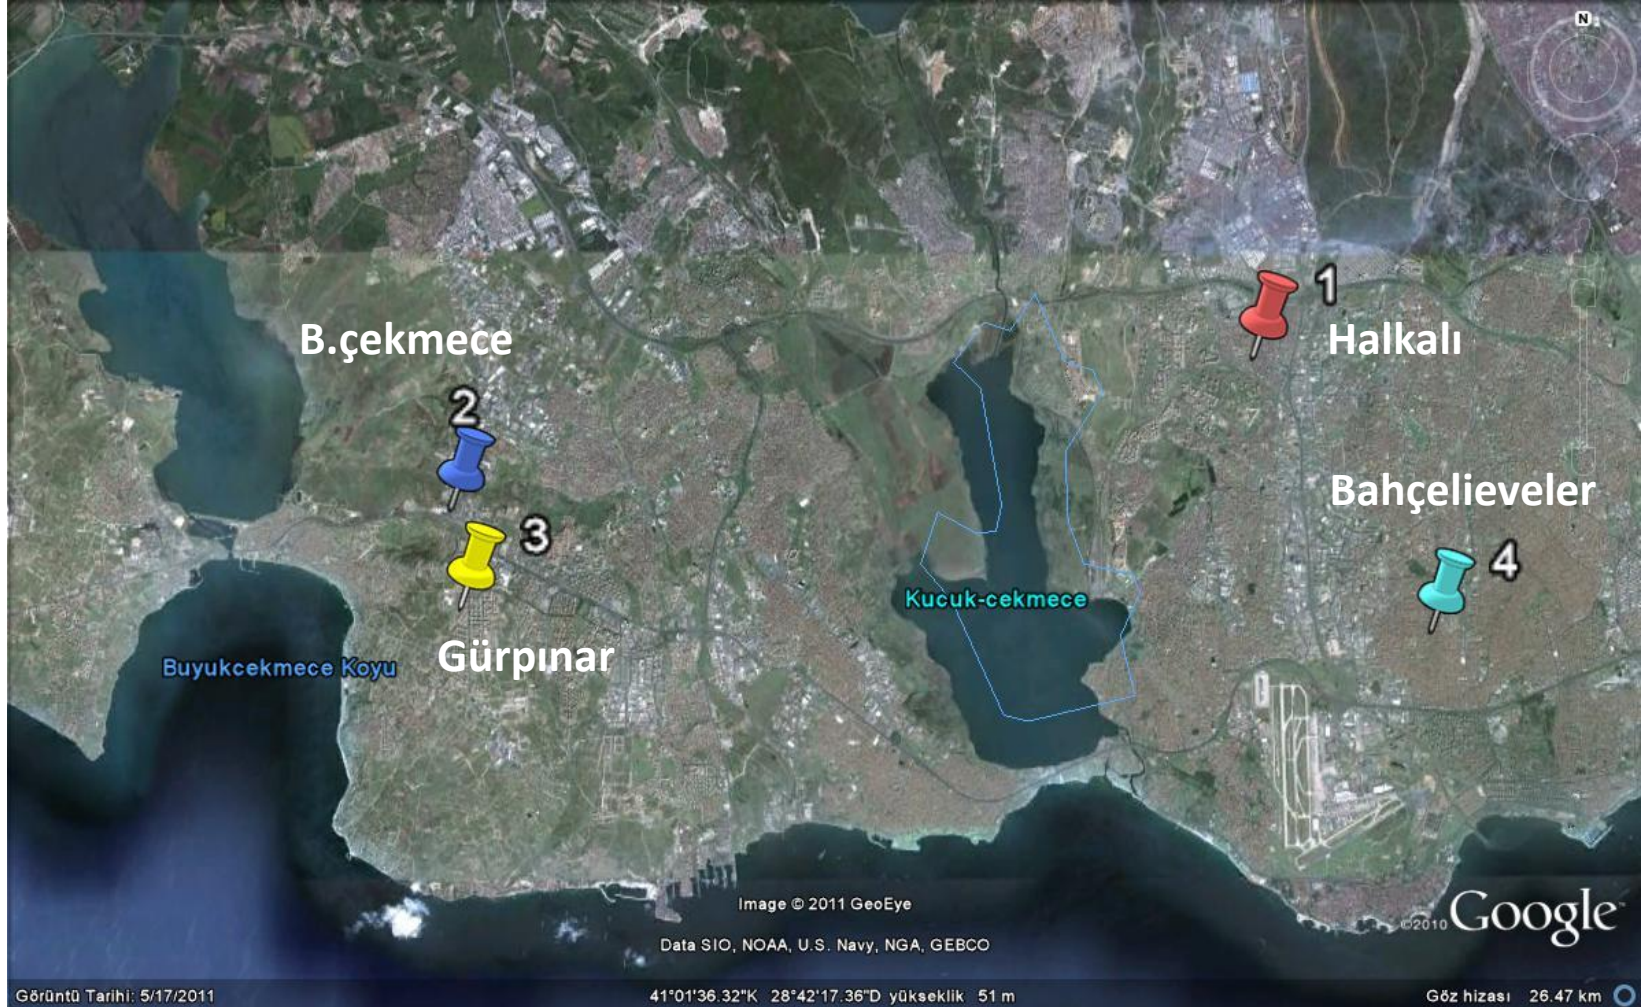 N
1
Halkalı
B.çekmece
2
3
Bahçelieveler
4
Kucuk-cekmece
Gürpınar
Buyukcekmece Koyu
Image © 2011 GeoEye
©2010 Google
Data SIO, NOAA, U.S. Navy, NGA, GEBCO
Görüntü Tarihi: 5/17/2011 41°01'36.32"K 28°42'17.36"D yükseklik 51 m Göz hizası 26.47 km